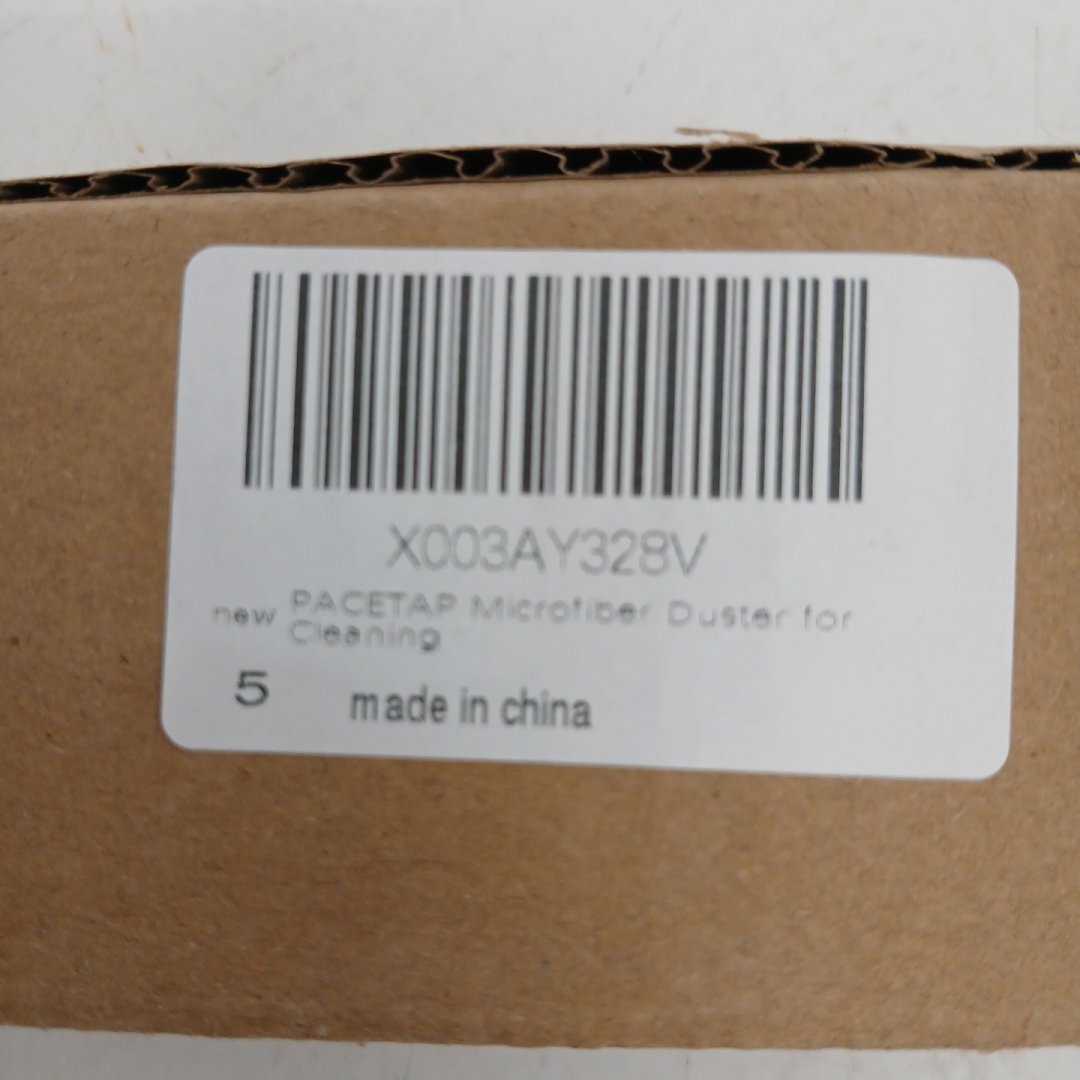 X003AY328V
new PACETAP Microfiber Duster for
Cleaning
5 made in china